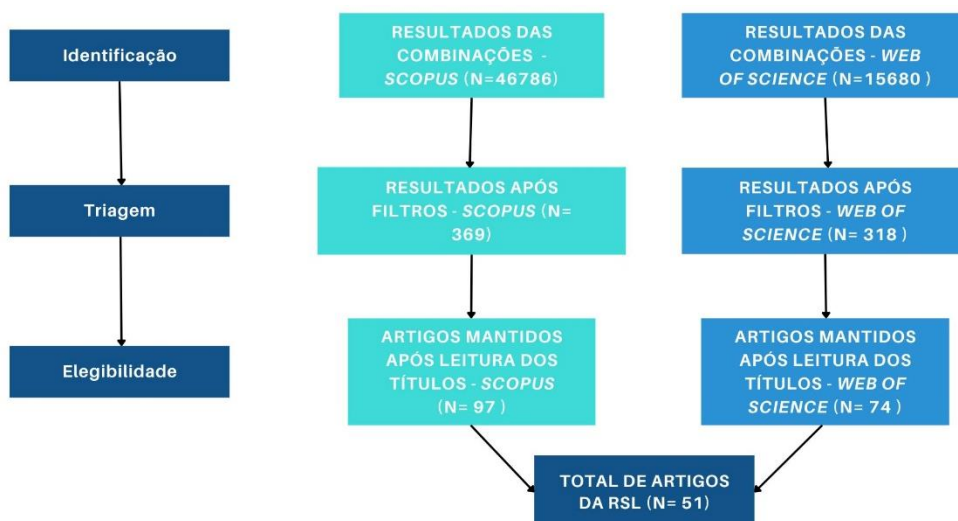 Identificação
Triagem
Elegibilidade
RESULTADOS DAS
COMBINAÇÕES -
SCOPUS (N=46786)
RESULTADOS APÓS
FILTROS - SCOPUS (N=
369)
ARTIGOS MANTIDOS
APÓS LEITURA DOS
TÍTULOS - SCOPUS
(N= 97 )
RESULTADOS DAS
COMBINAÇÕES - WEB
OF SCIENCE (N=15680 )
RESULTADOS APÓS
FILTROS - WEB OF
SCIENCE (N= 318 )
ARTIGOS MANTIDOS
APÓS LEITURA DOS
TÍTULOS - WEB OF
SCIENCE (N= 74 )
TOTAL DE ARTIGOS
DA RSL (N= 51)